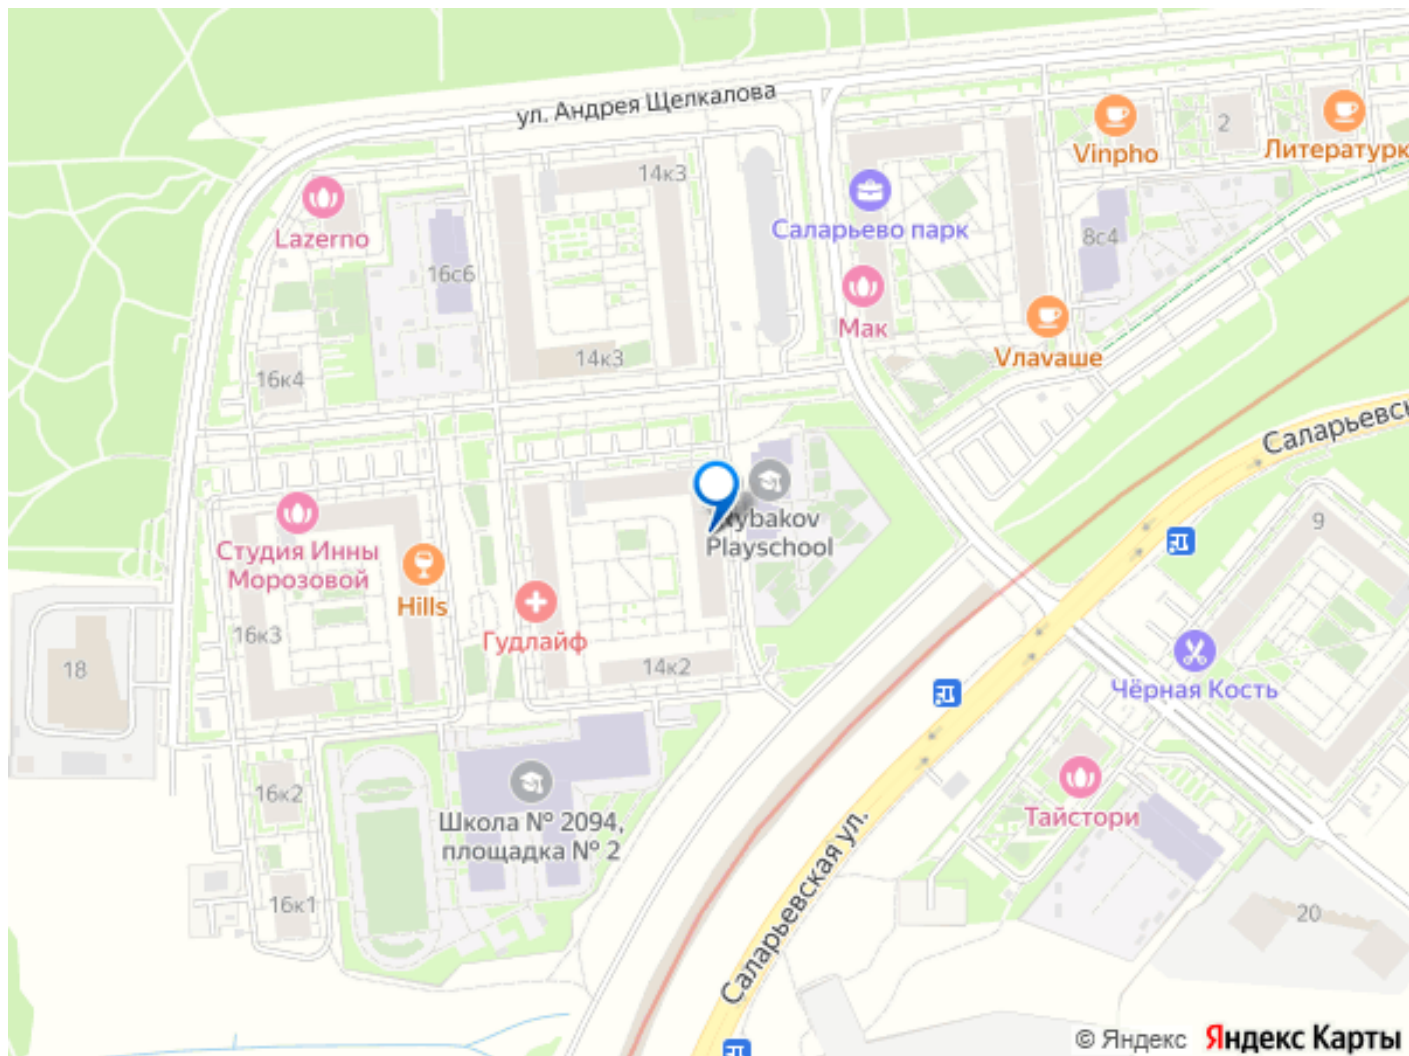 ул. Андрея Щелкалова
14к3
2
Vinpho
Литературк
Lazerno
Саларьево парк
8с4
16с6
Мак
Vлаваше
14к3
16к4
Саларьевс
Rybakov
Playschool
9
Студия Инны
Морозовой
Hills
Гудлайф
16к3
14к2
18
Чёрная Кость
16к2
Школа № 2094,
площадка № 2
Тайстори
Саларьевская ул.
16к1
20
© Яндекс Яндекс Карты